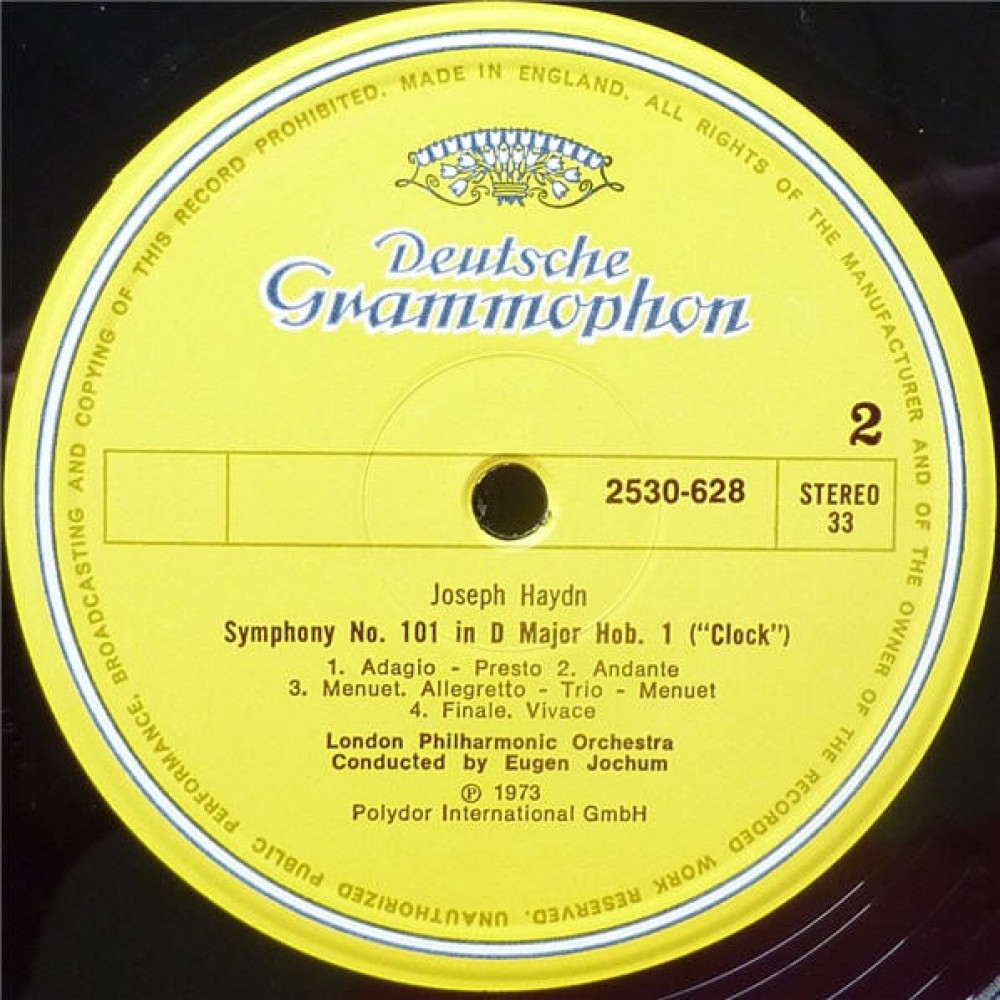 ALL RIGHTS OF THE MANUFACTURER AND OF THE OWNER OF THE RECORDED WORK RESERVED. UNAUTHORIZED PUBLIC PERFORMANCE, BROADCASTING AND COPYING OF THIS RECORD PROHIBITED. MADE IN ENGLAND.
Deutsche
Grammophon
2
2530-628
STEREO
33
Joseph Haydn
Symphony No. 101 in D Major Hob. 1 ("Clock")
1. Adagio - Presto 2. Andante
3. Menuet. Allegretto - Trio - Menuet
4. Finale. Vivace
London Philharmonic Orchestra
Conducted by Eugen Jochum
℗ 1973
Polydor International GmbH